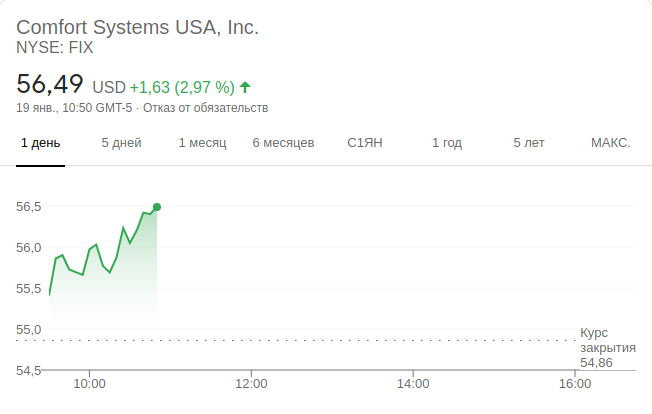 Comfort Systems USA, Inc.
NYSE: FIX
56,49 USD +1,63 (2,97 %)
19 янв., 10:50 GMT-5 · Отказ от обязательств
1 день 5 дней 1 месяц 6 месяцев С1ЯН 1 год 5 лет МАКС.
56,5
56,0
55,5
55,0
Курс
закрытия
54,86
54,5
10:00 12:00 14:00 16:00